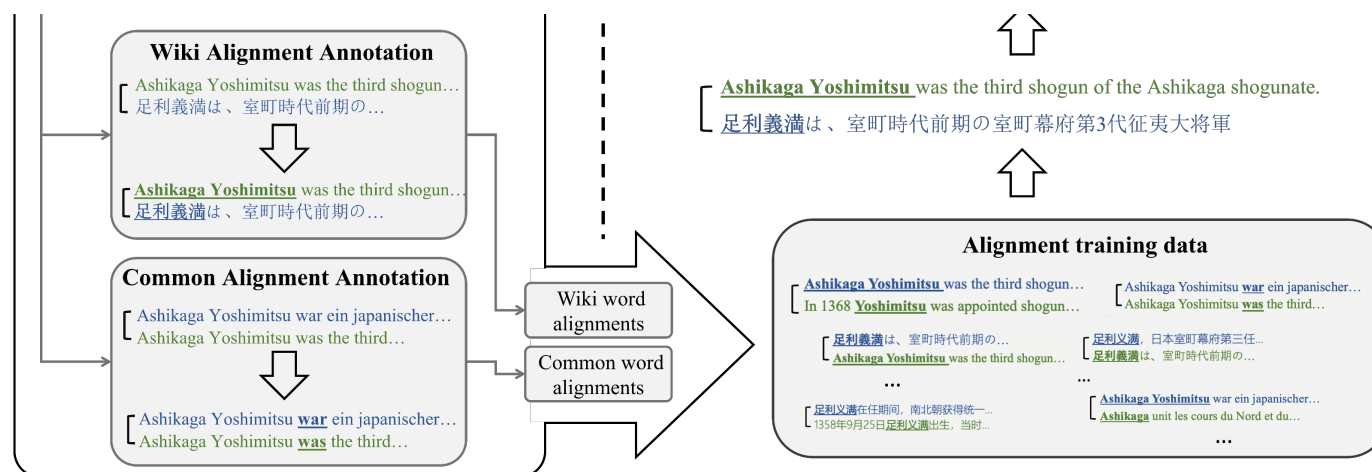 Wiki Alignment Annotation
Ashikaga Yoshimitsu was the third shogun…
足利義満は、室町時代前期の…
Ashikaga Yoshimitsu was the third shogun…
足利義満は、室町時代前期の…
Common Alignment Annotation
Ashikaga Yoshimitsu war ein japanischer…
Ashikaga Yoshimitsu was the third…
Ashikaga Yoshimitsu war ein japanischer…
Ashikaga Yoshimitsu was the third…
Wiki word
alignments
Common word
alignments
Ashikaga Yoshimitsu was the third shogun of the Ashikaga shogunate.
足利義満は、室町時代前期の室町幕府第3代征夷大将軍
Alignment training data
Ashikaga Yoshimitsu was the third shogun…
In 1368 Yoshimitsu was appointed shogun…
Ashikaga Yoshimitsu war ein japanischer…
Ashikaga Yoshimitsu was the third…
足利義満は、室町時代前期の…
Ashikaga Yoshimitsu was the third shogun…
…
足利义满，日本室町幕府第三任...
足利義満は、室町時代前期の…
...
足利义满在任期间，南北朝获得统一...
1358年9月25日足利义满出生，当时...
Ashikaga Yoshimitsu war ein japanischer…
Ashikaga unit les cours du Nord et du…
…